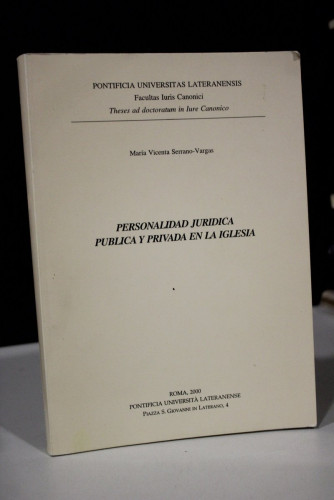 PONTIFICIA UNIVERSITAS LATERANENSIS
Facultas Iuris Canonici
Theses ad doctoratum in Iure Canonico
María Vicenta Serrano-Vargas
PERSONALIDAD JURIDICA
PUBLICA Y PRIVADA EN LA IGLESIA
ROMA, 2000
PONTIFICIA UNIVERSITÀ LATERANENSE
PIAZZA S. GIOVANNI IN LATERANO, 4